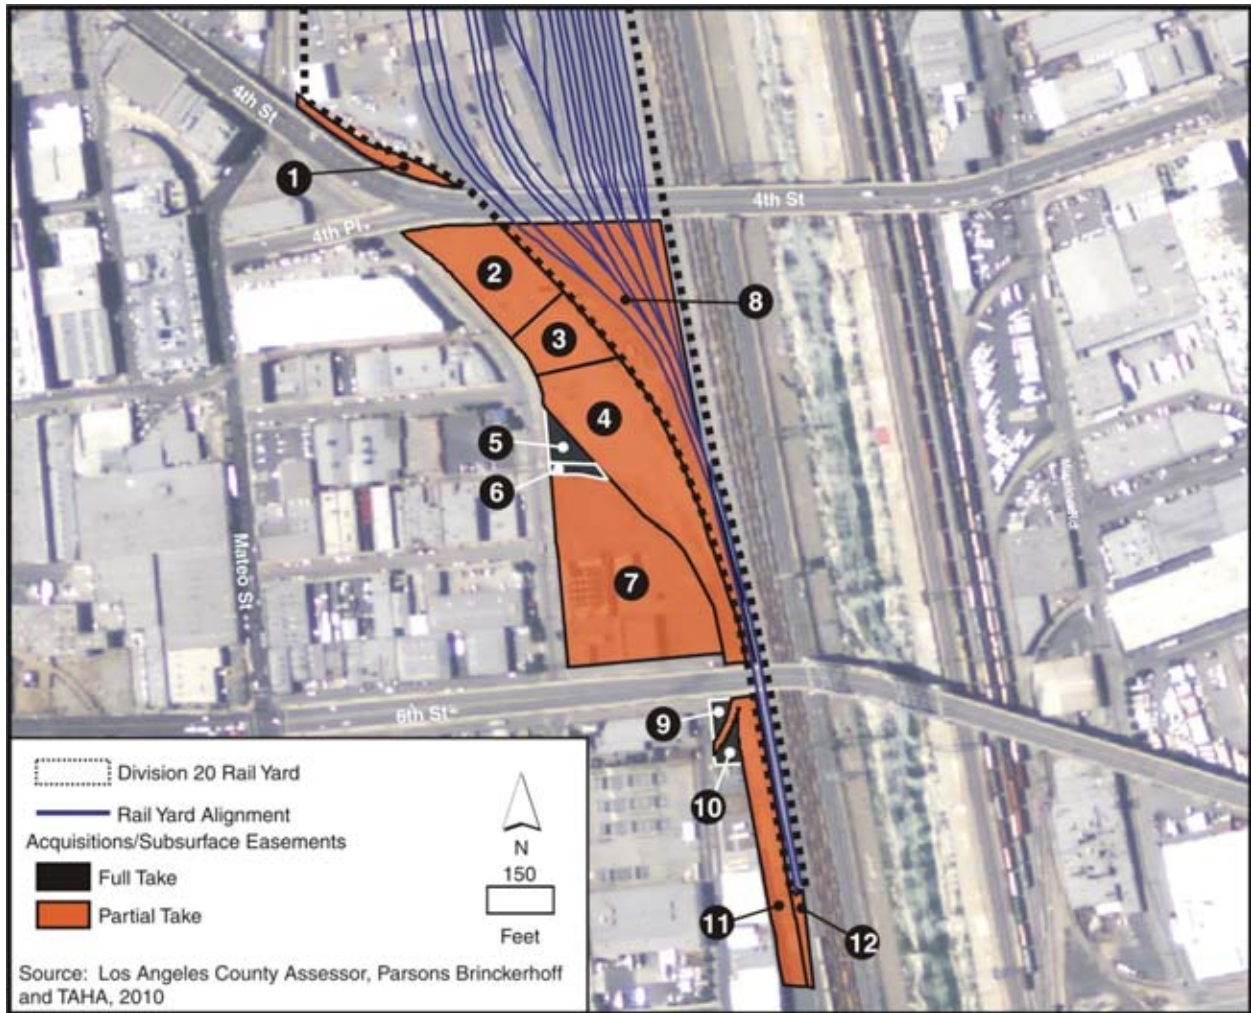 4th St
1
4th St
4th Pl.
2
8
3
4
5
6
7
Mateo St
6th St
9
10
11
12
Division 20 Rail Yard
Rail Yard Alignment
Acquisitions/Subsurface Easements
Full Take
Partial Take
N
150
Feet
Source: Los Angeles County Assessor, Parsons Brinckerhoff
and TAHA, 2010